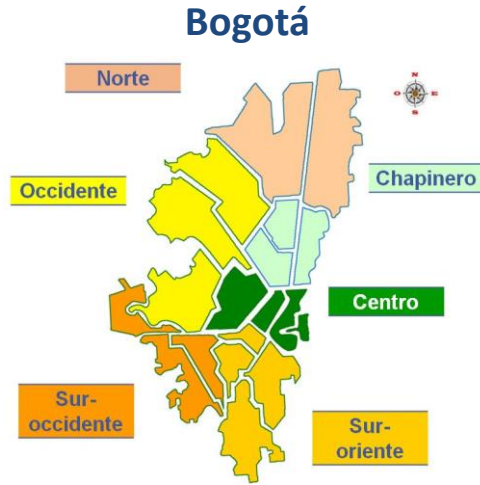 Bogotá
Norte
N
O E
S
Occidente
Chapinero
Centro
Sur-
occidente
Sur-
oriente